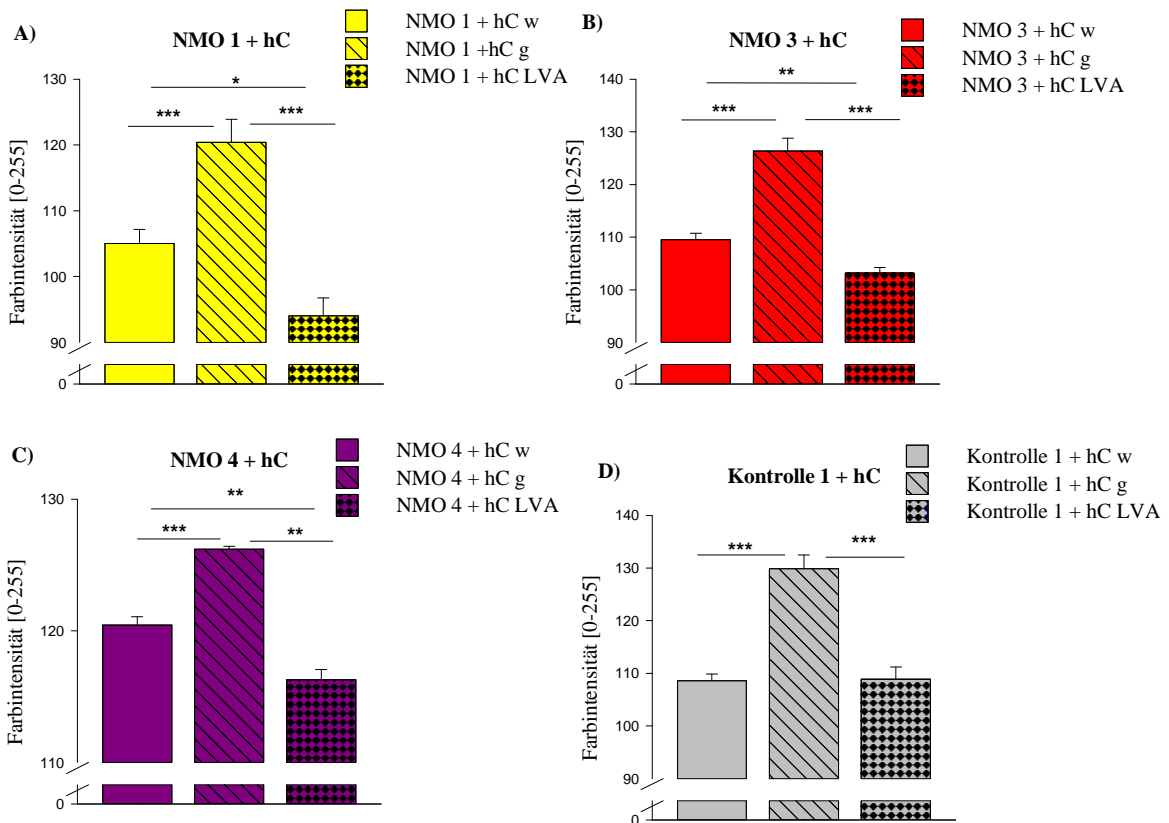 A)
NMO 1 + hC
NMO 1 + hC w
NMO 1 +hC g
NMO 1 + hC LVA
Farbintensität [0-255]
130
120
110
100
90
0
*
***
***
B)
NMO 3 + hC
NMO 3 + hC w
NMO 3 + hC g
NMO 3 + hC LVA
Farbintensität [0-255]
140
130
120
110
100
90
0
**
***
***
C)
NMO 4 + hC
NMO 4 + hC w
NMO 4 + hC g
NMO 4 + hC LVA
Farbintensität [0-255]
130
120
110
0
**
***
**
D)
Kontrolle 1 + hC
Kontrolle 1 + hC w
Kontrolle 1 + hC g
Kontrolle 1 + hC LVA
Farbintensität [0-255]
140
130
120
110
100
90
0
***
***